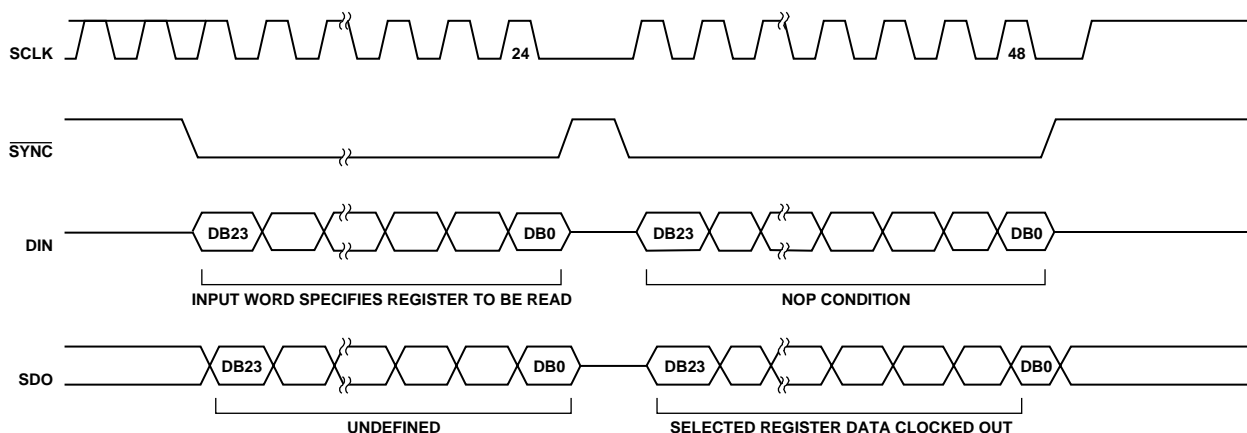 SCLK
24
48
SYNC
DIN
DB23
DB0
DB23
DB0
INPUT WORD SPECIFIES REGISTER TO BE READ
NOP CONDITION
SDO
DB23
DB0
DB23
DB0
UNDEFINED
SELECTED REGISTER DATA CLOCKED OUT